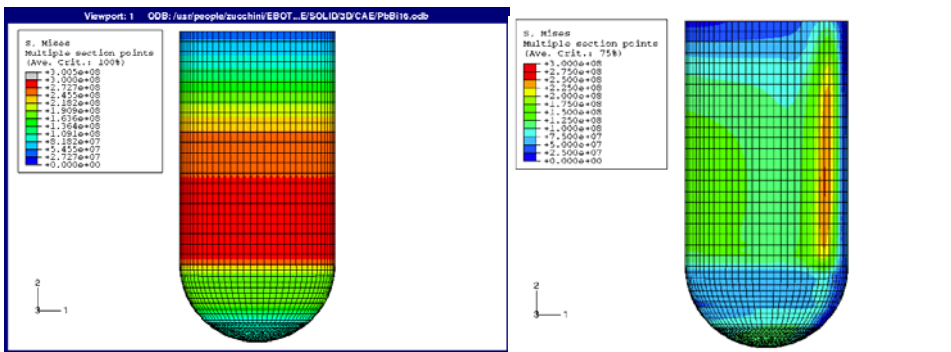 Viewport: 1 ODB: /usr/people/zucchini/EBOT...E/SOLID/3D/CAE/PbBi16.odb
S, Mises
Multiple section points
(Ave. Crit.: 100%)
+3.005e+08
+3.000e+08
+2.727e+08
+2.455e+08
+2.182e+08
+1.909e+08
+1.636e+08
+1.364e+08
+1.091e+08
+8.182e+07
+5.455e+07
+2.727e+07
+0.000e+00
2
3
1
S, Mises
Multiple section points
(Ave. Crit.: 75%)
+3.000e+08
+2.750e+08
+2.500e+08
+2.250e+08
+2.000e+08
+1.750e+08
+1.500e+08
+1.250e+08
+1.000e+08
+7.500e+07
+5.000e+07
+2.500e+07
+0.000e+00
2
3
1